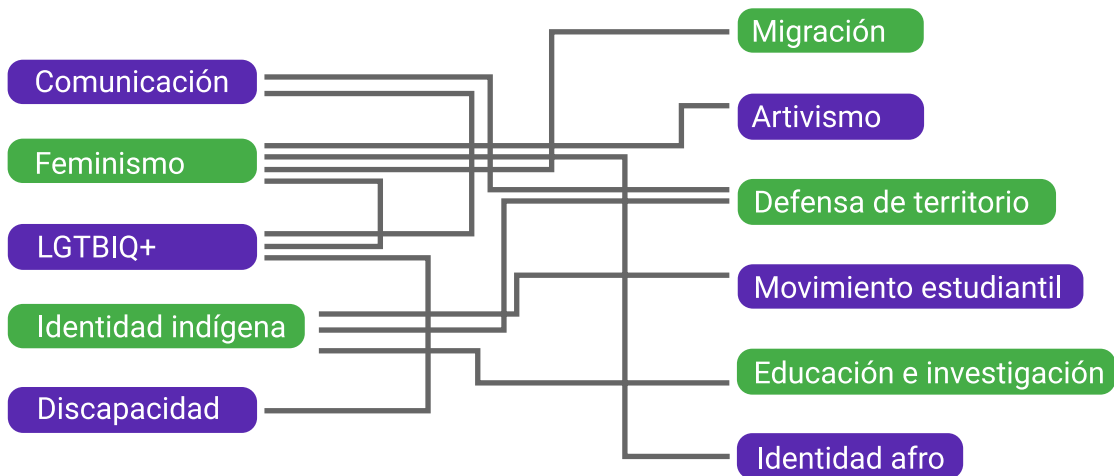 Comunicación
Feminismo
LGTBIQ+
Identidad indígena
Discapacidad
Migración
Artivismo
Defensa de territorio
Movimiento estudiantil
Educación e investigación
Identidad afro